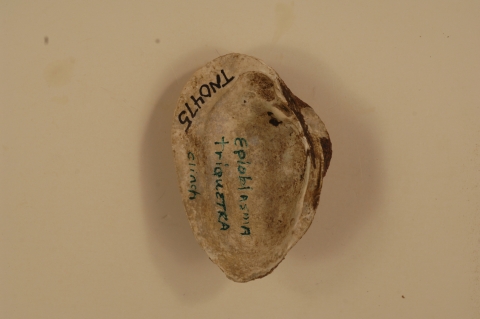 TN0475
Epioblasma
triquETRA
clinch